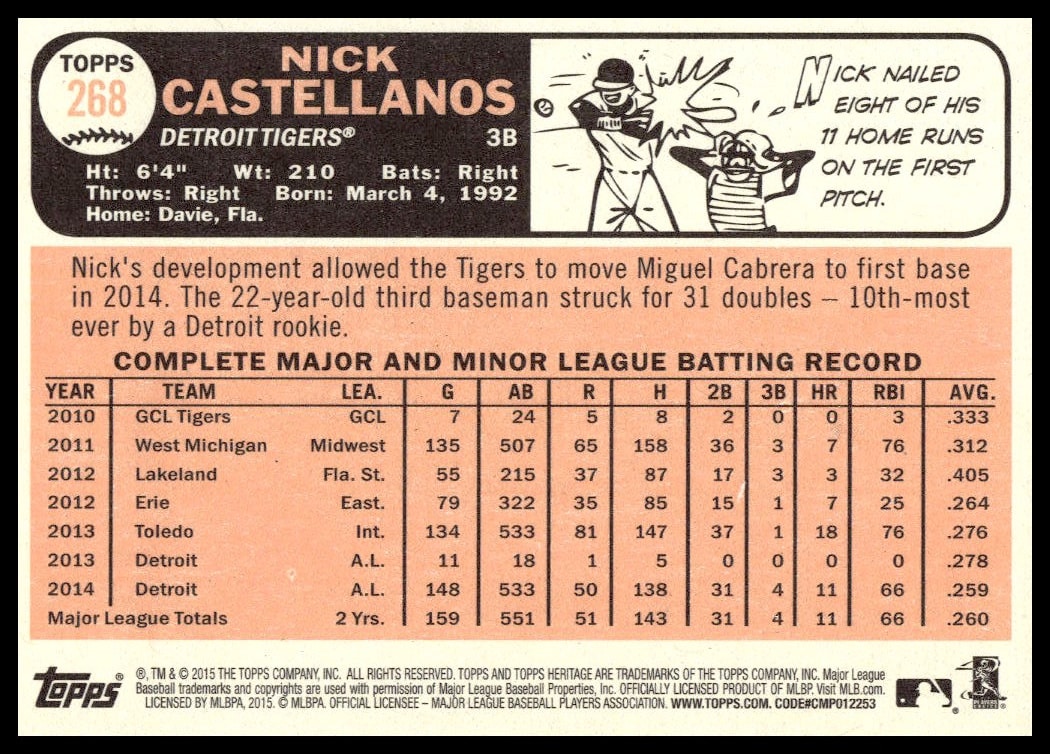 TOPPS
268
NICK
CASTELLANOS
DETROIT TIGERS® 3B
Ht: 6'4" Wt: 210 Bats: Right
Throws: Right Born: March 4, 1992
Home: Davie, Fla.
NICK NAILED
EIGHT OF HIS
11 HOME RUNS
ON THE FIRST
PITCH.
Nick's development allowed the Tigers to move Miguel Cabrera to first base
in 2014. The 22-year-old third baseman struck for 31 doubles – 10th-most
ever by a Detroit rookie.
COMPLETE MAJOR AND MINOR LEAGUE BATTING RECORD
YEAR TEAM LEA. G AB R H 2B 3B HR RBI AVG.
2010 GCL Tigers GCL 7 24 5 8 2 0 0 3 .333
2011 West Michigan Midwest 135 507 65 158 36 3 7 76 .312
2012 Lakeland Fla. St. 55 215 37 87 17 3 3 32 .405
2012 Erie East. 79 322 35 85 15 1 7 25 .264
2013 Toledo Int. 134 533 81 147 37 1 18 76 .276
2013 Detroit A.L. 11 18 1 5 0 0 0 0 .278
2014 Detroit A.L. 148 533 50 138 31 4 11 66 .259
Major League Totals 2 Yrs. 159 551 51 143 31 4 11 66 .260
topps®
®, TM & © 2015 THE TOPPS COMPANY, INC. ALL RIGHTS RESERVED. TOPPS AND TOPPS HERITAGE ARE TRADEMARKS OF THE TOPPS COMPANY, INC. Major League
Baseball trademarks and copyrights are used with permission of Major League Baseball Properties, Inc. OFFICIALLY LICENSED PRODUCT OF MLBP. Visit MLB.com.
LICENSED BY MLBPA, 2015. © MLBPA. OFFICIAL LICENSEE – MAJOR LEAGUE BASEBALL PLAYERS ASSOCIATION. WWW.TOPPS.COM. CODE#CMP012253